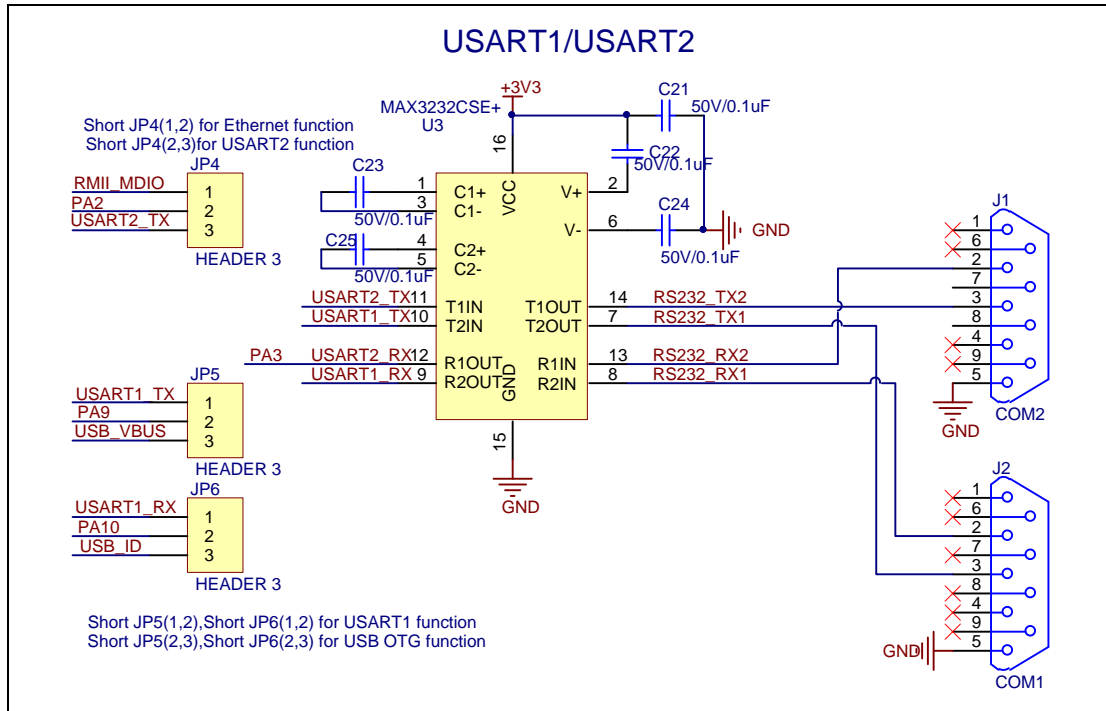 USART1/USART2
+3V3
MAX3232CSE+
U3
C21
50V/0.1uF
C22
50V/0.1uF
Short JP4(1,2) for Ethernet function
Short JP4(2,3)for USART2 function
JP4
RMII_MDIO
1
PA2
2
USART2_TX
3
HEADER 3
C23
50V/0.1uF
C25
50V/0.1uF
16
VCC
1
C1+
3
C1-
4
C2+
5
C2-
2
V+
6
V-
C24
50V/0.1uF
GND
USART2_TX 11 T1IN
USART1_TX 10 T2IN
T1OUT 14 RS232_TX2
T2OUT 7 RS232_TX1
PA3 USART2_RX 12 R1OUT
USART1_RX 9 R2OUT
R1IN 13 RS232_RX2
R2IN 8 RS232_RX1
GND
15
GND
J1
1
6
2
7
3
8
4
9
5
GND
COM2
JP5
USART1_TX
1
PA9
2
USB_VBUS
3
HEADER 3
JP6
USART1_RX
1
PA10
2
USB_ID
3
HEADER 3
J2
1
6
2
7
3
8
4
9
5
GND
COM1
Short JP5(1,2),Short JP6(1,2) for USART1 function
Short JP5(2,3),Short JP6(2,3) for USB OTG function